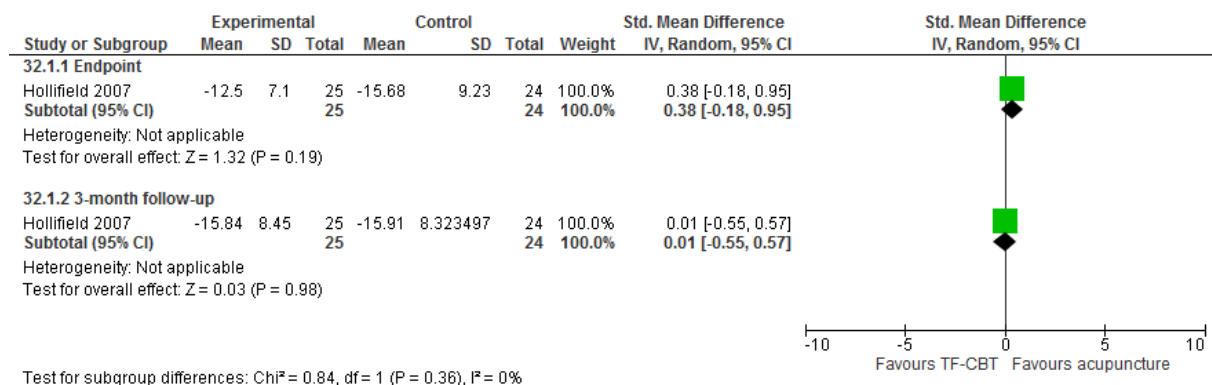 Experimental Control Std. Mean Difference Std. Mean Difference
Study or Subgroup Mean SD Total Mean SD Total Weight IV, Random, 95% CI IV, Random, 95% CI
32.1.1 Endpoint
Hollifield 2007 -12.5 7.1 25 -15.68 9.23 24 100.0% 0.38 [-0.18, 0.95]
Subtotal (95% CI) 25 24 100.0% 0.38 [-0.18, 0.95]
Heterogeneity: Not applicable
Test for overall effect: Z = 1.32 (P = 0.19)
32.1.2 3-month follow-up
Hollifield 2007 -15.84 8.45 25 -15.91 8.323497 24 100.0% 0.01 [-0.55, 0.57]
Subtotal (95% CI) 25 24 100.0% 0.01 [-0.55, 0.57]
Heterogeneity: Not applicable
Test for overall effect: Z = 0.03 (P = 0.98)
-10 -5 0 5 10
Favours TF-CBT Favours acupuncture
Test for subgroup differences: Chi² = 0.84, df = 1 (P = 0.36), I² = 0%